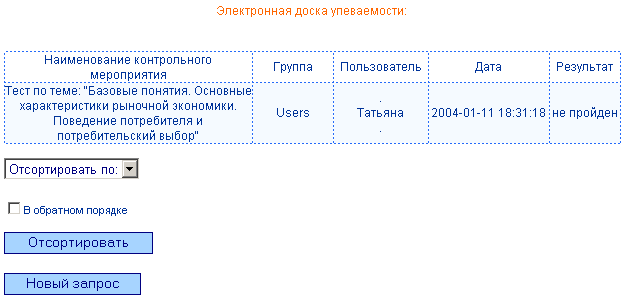 Электронная доска упеваемости:
Наименование контрольного
мероприятия
Группа
Пользователь
Дата
Результат
Тест по теме: "Базовые понятия. Основные
характеристики рыночной экономики.
Поведение потребителя и
потребительский выбор"
Users
.
Татьяна
.
2004-01-11 18:31:18
не пройден
Отсортировать по:
В обратном порядке
Отсортировать
Новый запрос